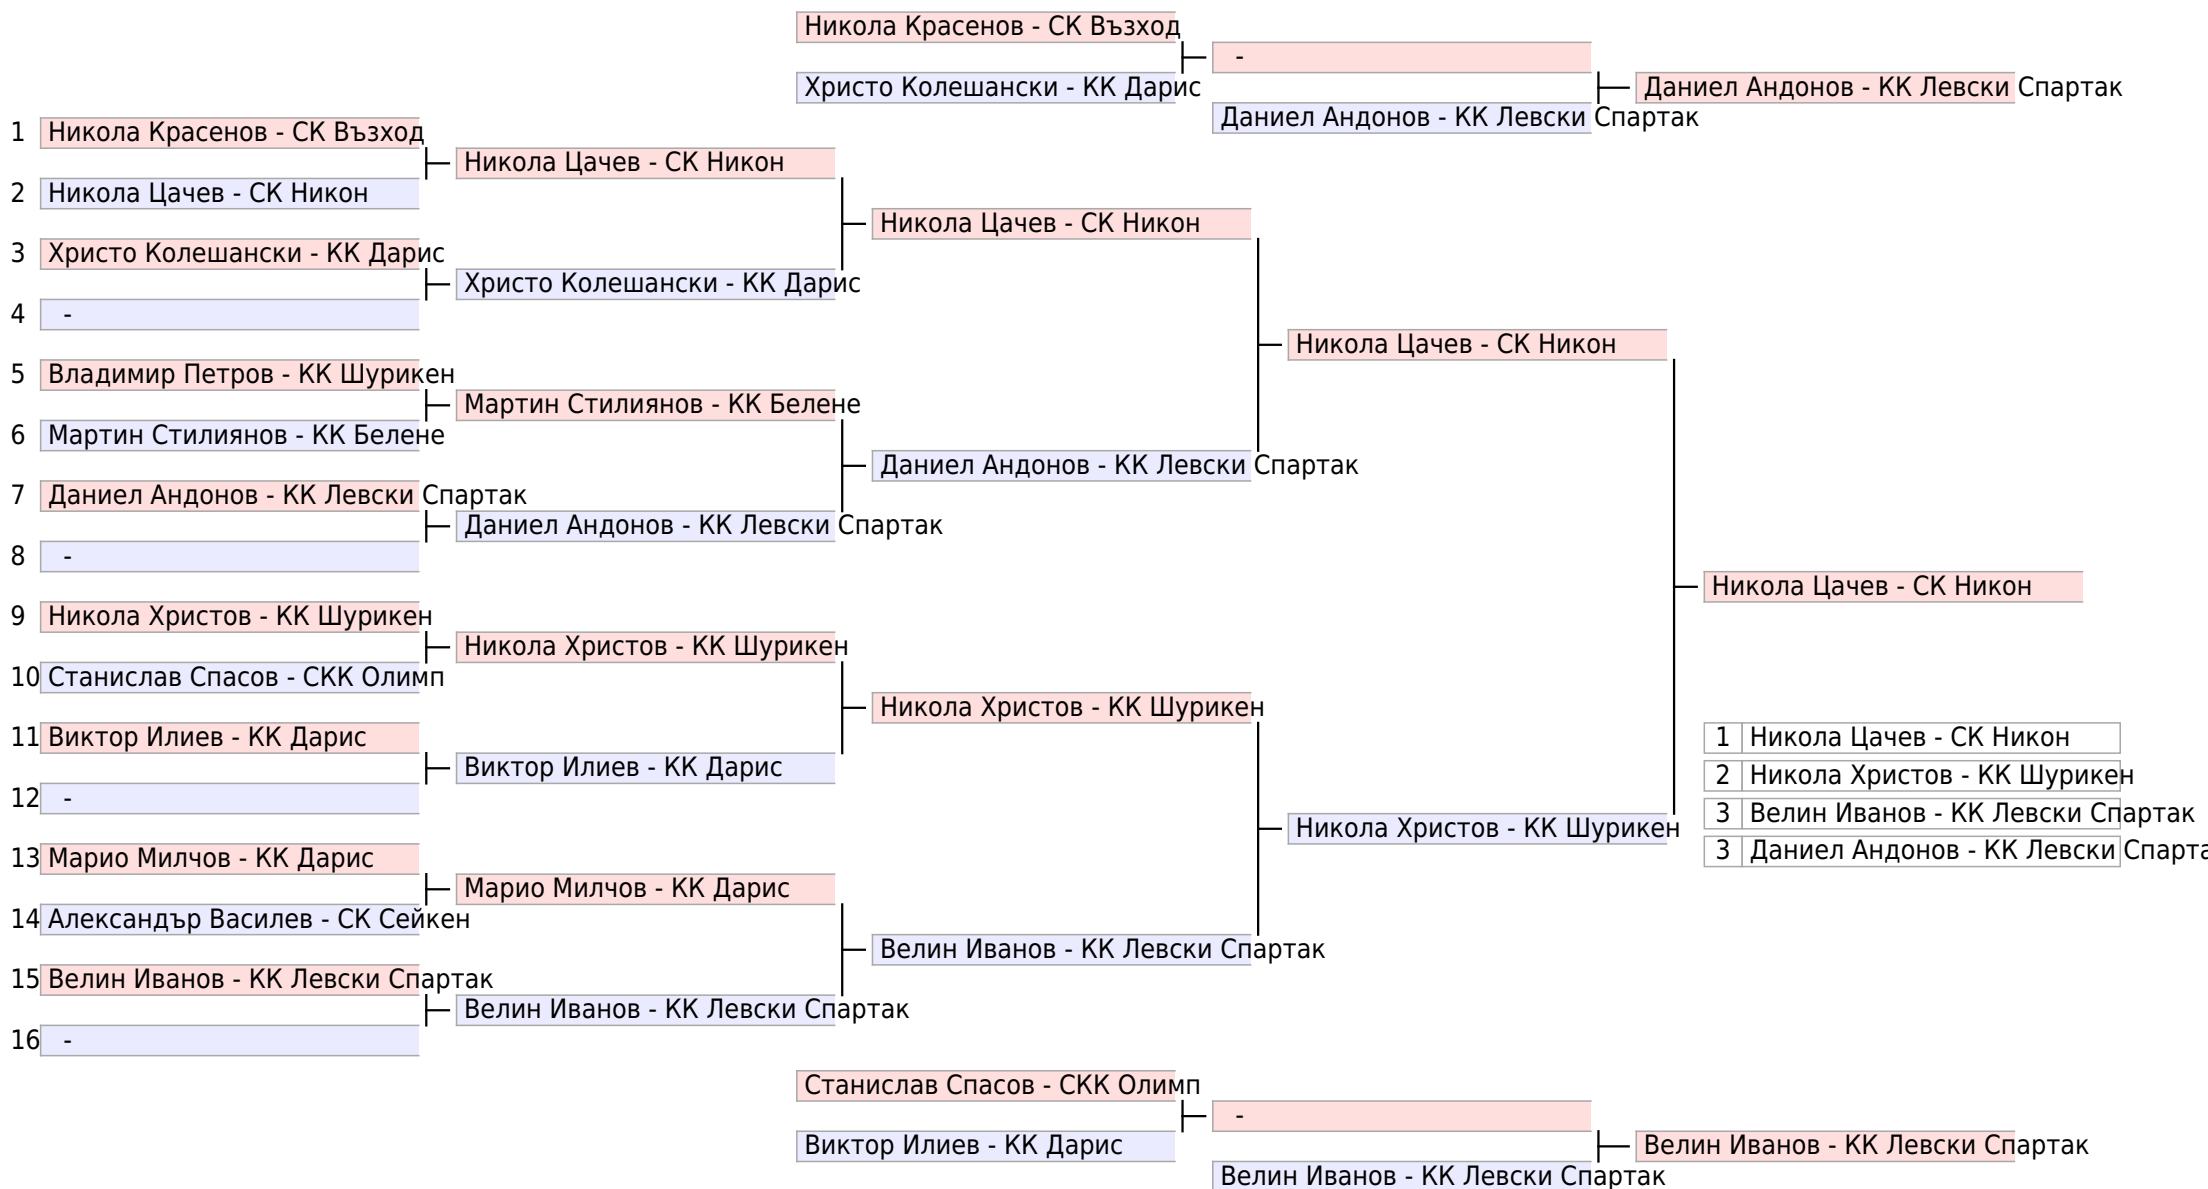 Никола Красенов - СК Възход
-
Христо Колешански - КК Дарис
Даниел Андонов - КК Левски Спартак
Даниел Андонов - КК Левски Спартак
1 Никола Красенов - СК Възход
Никола Цачев - СК Никон
2 Никола Цачев - СК Никон
Никола Цачев - СК Никон
3 Христо Колешански - КК Дарис
Христо Колешански - КК Дарис
4 -
Никола Цачев - СК Никон
5 Владимир Петров - КК Шурикен
Мартин Стилиянов - КК Белене
6 Мартин Стилиянов - КК Белене
Даниел Андонов - КК Левски Спартак
7 Даниел Андонов - КК Левски Спартак
Даниел Андонов - КК Левски Спартак
8 -
Никола Цачев - СК Никон
9 Никола Христов - КК Шурикен
Никола Христов - КК Шурикен
10 Станислав Спасов - СКК Олимп
Никола Христов - КК Шурикен
11 Виктор Илиев - КК Дарис
Виктор Илиев - КК Дарис
12 -
1 Никола Цачев - СК Никон
2 Никола Христов - КК Шурикен
3 Велин Иванов - КК Левски Спартак
3 Даниел Андонов - КК Левски
Никола Христов - КК Шурикен
13 Марио Милчов - КК Дарис
Марио Милчов - КК Дарис
14 Александър Василев - СК Сейкен
Велин Иванов - КК Левски Спартак
15 Велин Иванов - КК Левски Спартак
Велин Иванов - КК Левски Спартак
16 -
Станислав Спасов - СКК Олимп
-
Виктор Илиев - КК Дарис
Велин Иванов - КК Левски Спартак
Велин Иванов - КК Левски Спартак